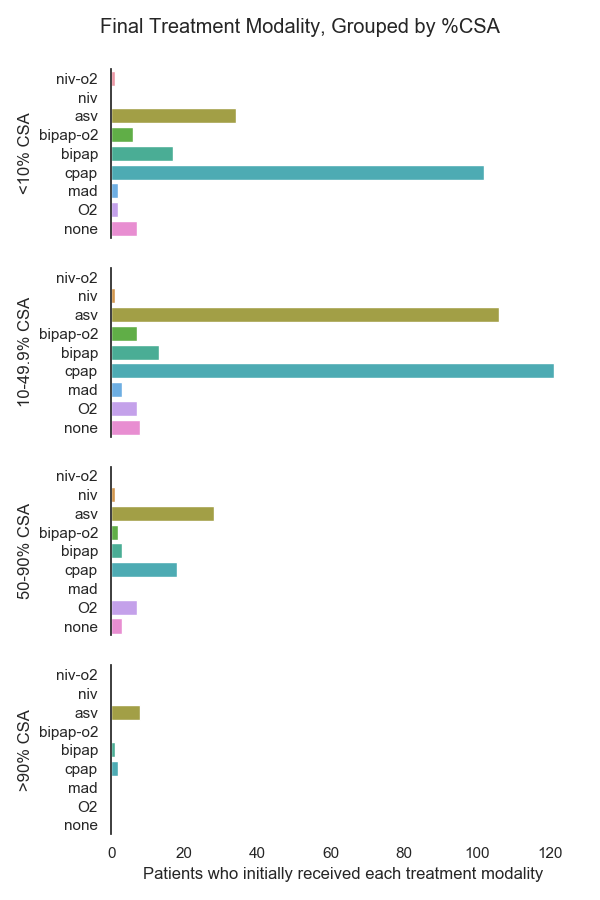 Final Treatment Modality, Grouped by %CSA
<10% CSA
niv-o2
niv
asv
bipap-o2
bipap
cpap
mad
O2
none
10-49.9% CSA
niv-o2
niv
asv
bipap-o2
bipap
cpap
mad
O2
none
50-90% CSA
niv-o2
niv
asv
bipap-o2
bipap
cpap
mad
O2
none
>90% CSA
niv-o2
niv
asv
bipap-o2
bipap
cpap
mad
O2
none
0 20 40 60 80 100 120
Patients who initially received each treatment modality